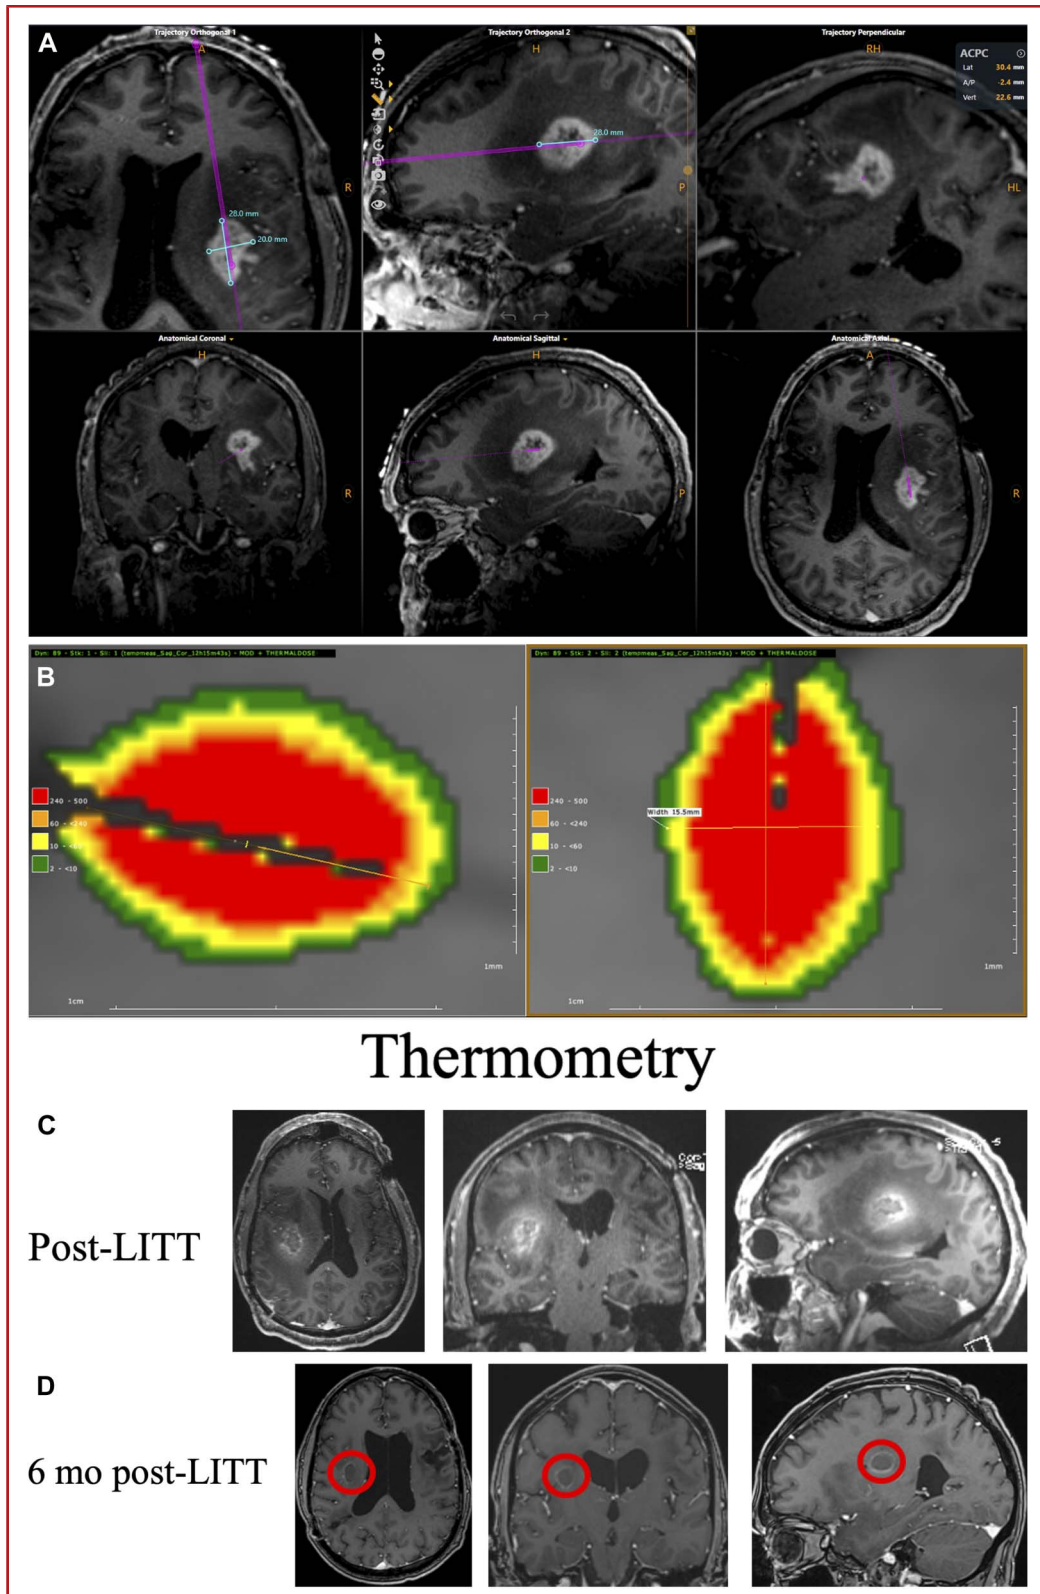 A
Trajectory Orthogonal 1
A
R
28.0 mm
20.0 mm
Trajectory Orthogonal 2
H
28.0 mm
P
Trajectory Perpendicular
RH
HL
ACPC
Lat 30.4 mm
A/P -2.4 mm
Vert 22.6 mm
Anatomical Coronal
H
R
Anatomical Sagittal
H
P
Anatomical Axial
A
R
B
240 - 500
60 - <240
10 - <60
2 - <10
1mm
1cm
Width 15.5mm
240 - 500
60 - <240
10 - <60
2 - <10
1mm
1cm
Thermometry
C
Post-LITT
D
6 mo post-LITT